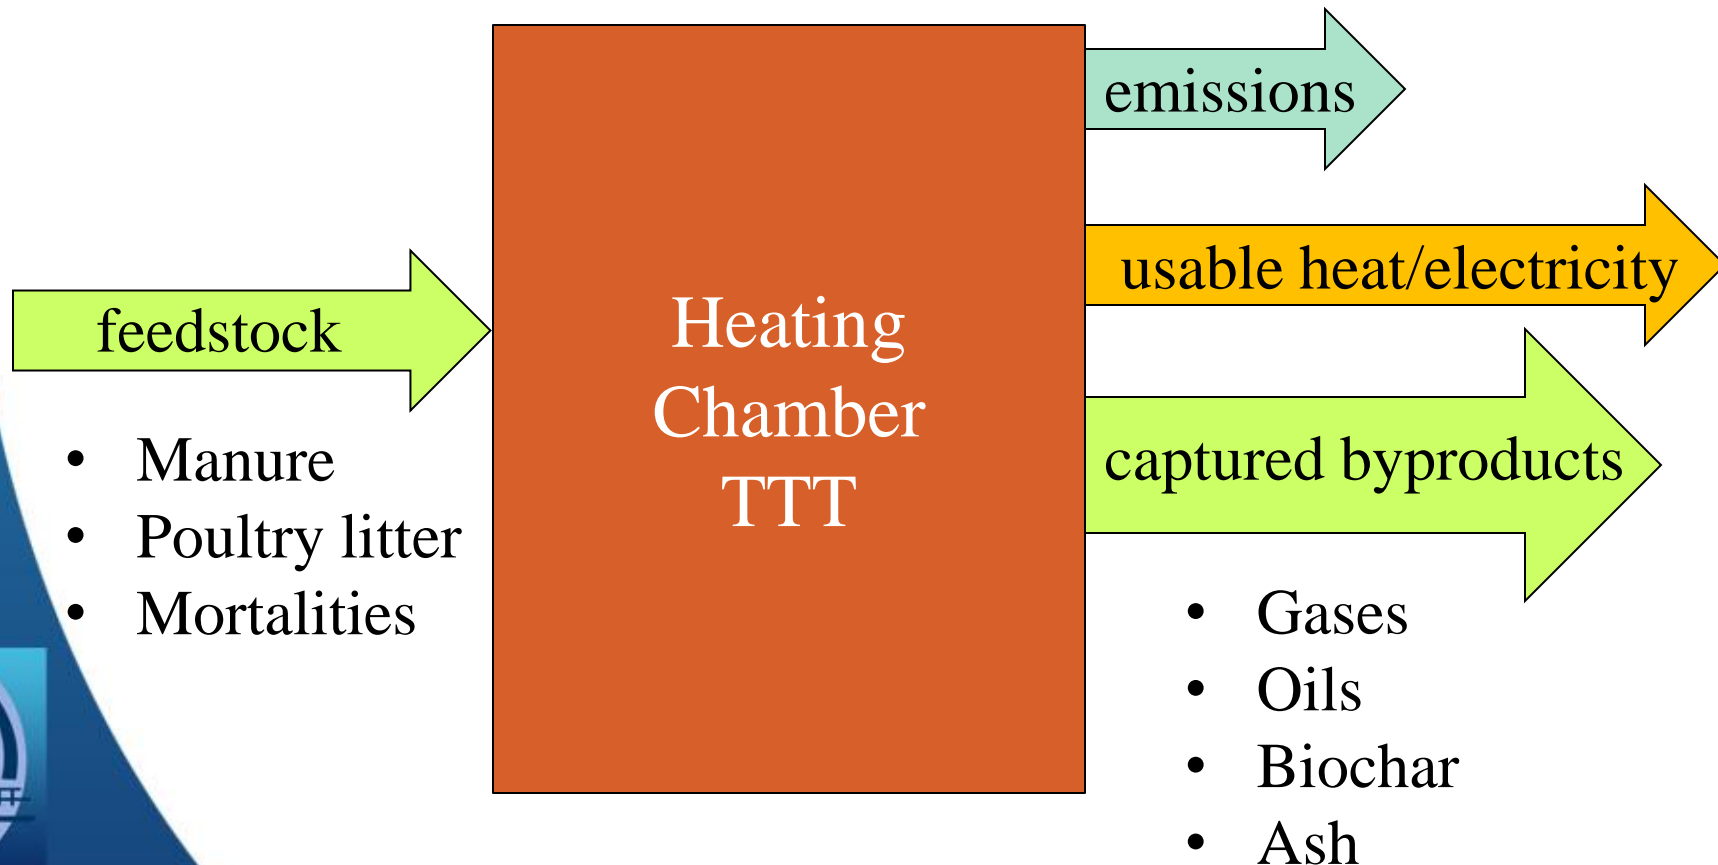 feedstock
• Manure
• Poultry litter
• Mortalities
Heating
Chamber
TTT
emissions
usable heat/electricity
captured byproducts
• Gases
• Oils
• Biochar
• Ash